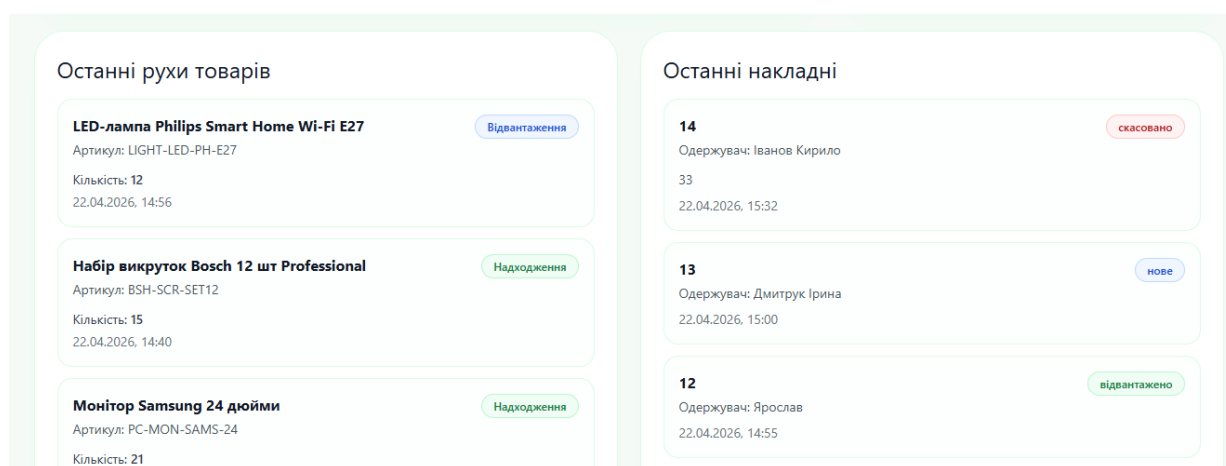 Останні рухи товарів
LED-лампа Philips Smart Home Wi-Fi E27
Відвантаження
Артикул: LIGHT-LED-PH-E27
Кількість: 12
22.04.2026, 14:56
Набір викруток Bosch 12 шт Professional
Надходження
Артикул: BSH-SCR-SET12
Кількість: 15
22.04.2026, 14:40
Монітор Samsung 24 дюйми
Надходження
Артикул: PC-MON-SAMS-24
Кількість: 21
Останні накладні
14
скасовано
Одержувач: Іванов Кирило
33
22.04.2026, 15:32
13
нове
Одержувач: Дмитрук Ірина
22.04.2026, 15:00
12
відвантажено
Одержувач: Ярослав
22.04.2026, 14:55